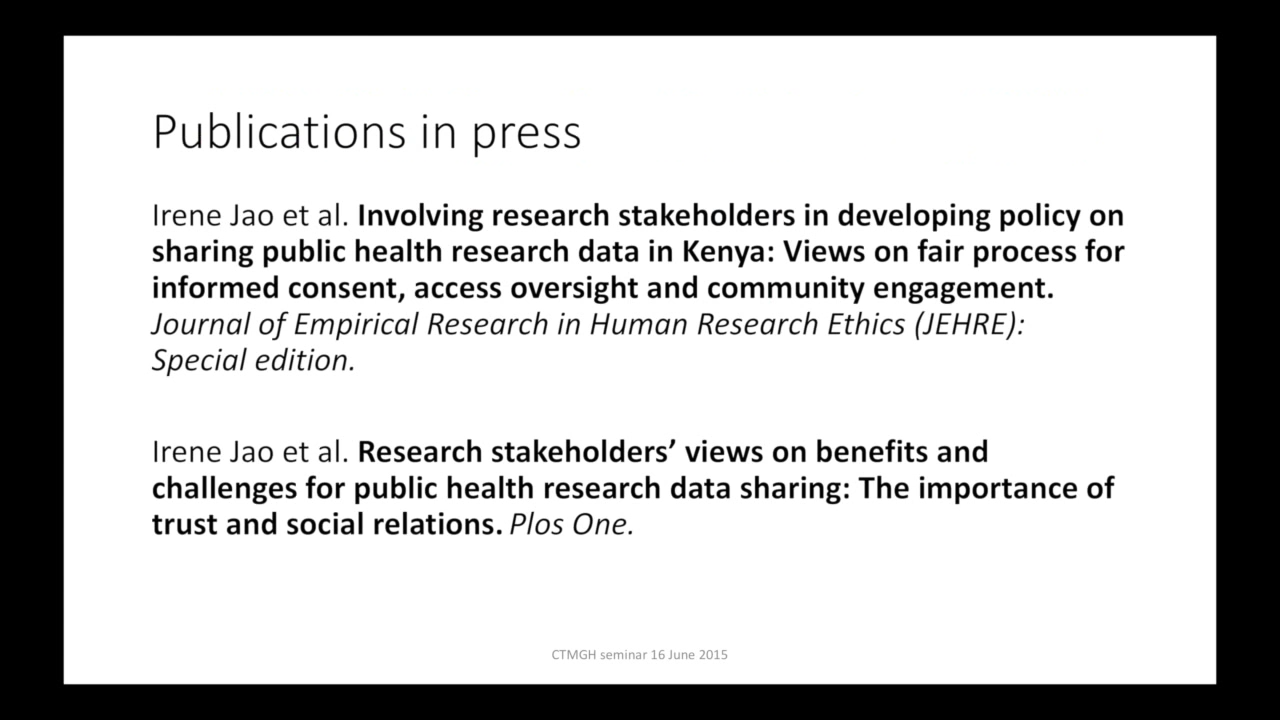 Publications in press
Irene Jao et al. Involving research stakeholders in developing policy on
sharing public health research data in Kenya: Views on fair process for
informed consent, access oversight and community engagement.
Journal of Empirical Research in Human Research Ethics (JEHRE):
Special edition.
Irene Jao et al. Research stakeholders’ views on benefits and
challenges for public health research data sharing: The importance of
trust and social relations. Plos One.
CTMGH seminar 16 June 2015